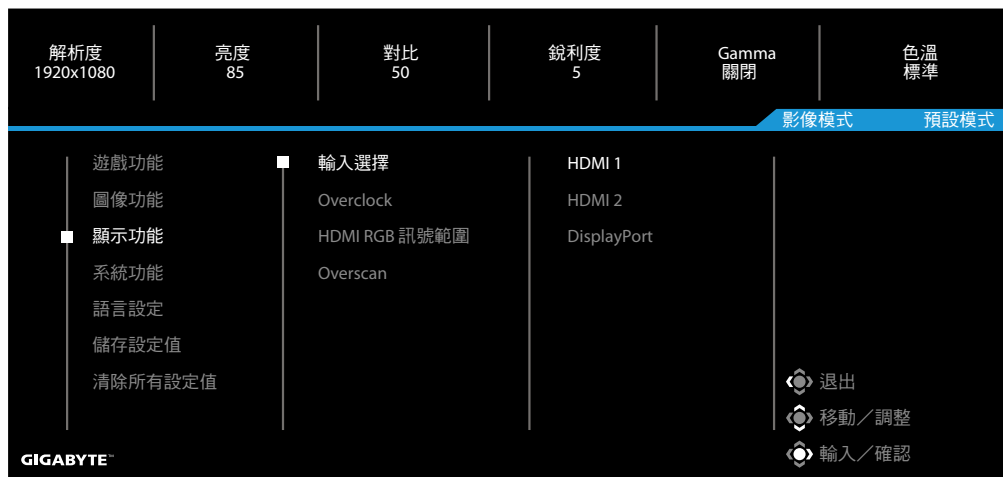 解析度
1920x1080
亮度
85
對比
50
銳利度
5
Gamma
關閉
色溫
標準
影像模式
預設模式
遊戲功能
圖像功能
顯示功能
系統功能
語言設定
儲存設定值
清除所有設定值
輸入選擇
Overclock
HDMI RGB 訊號範圍
Overscan
HDMI 1
HDMI 2
DisplayPort
退出
移動／調整
輸入／確認
GIGABYTE™